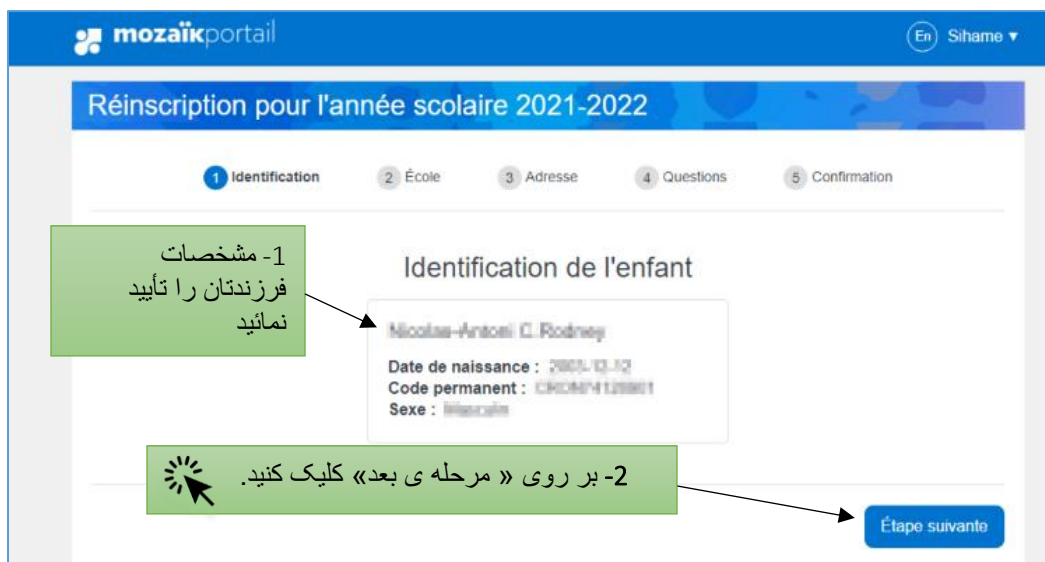 mozaïkportail
En Sihame
Réinscription pour l'année scolaire 2021-2022
1 Identification 2 École 3 Adresse 4 Questions 5 Confirmation
1- مشخصات
فرزندتان را تأیید
نمائید
Identification de l'enfant
Date de naissance :
Code permanent :
Sexe :
2- بر روی « مرحله ی بعد» کلیک کنید.
Étape suivante